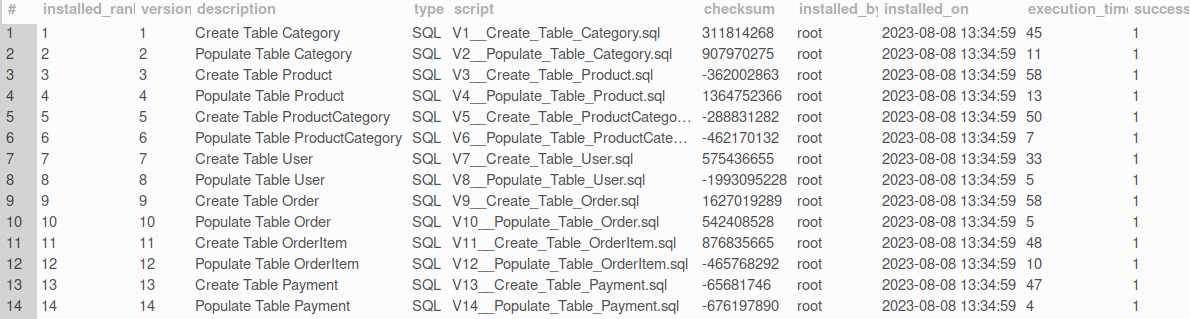 # installed_ran version description type script checksum installed_by installed_on execution_time success
1 1 1 Create Table Category SQL V1__Create_Table_Category.sql 311814268 root 2023-08-08 13:34:59 45 1
2 2 2 Populate Table Category SQL V2__Populate_Table_Category.sql 907970275 root 2023-08-08 13:34:59 11 1
3 3 3 Create Table Product SQL V3__Create_Table_Product.sql -362002863 root 2023-08-08 13:34:59 58 1
4 4 4 Populate Table Product SQL V4__Populate_Table_Product.sql 1364752366 root 2023-08-08 13:34:59 13 1
5 5 5 Create Table ProductCategory SQL V5__Create_Table_ProductCatego... -288831282 root 2023-08-08 13:34:59 50 1
6 6 6 Populate Table ProductCategory SQL V6__Populate_Table_ProductCate... -462170132 root 2023-08-08 13:34:59 7 1
7 7 7 Create Table User SQL V7__Create_Table_User.sql 575436655 root 2023-08-08 13:34:59 33 1
8 8 8 Populate Table User SQL V8__Populate_Table_User.sql -1993095228 root 2023-08-08 13:34:59 5 1
9 9 9 Create Table Order SQL V9__Create_Table_Order.sql 1627019289 root 2023-08-08 13:34:59 58 1
10 10 10 Populate Table Order SQL V10__Populate_Table_Order.sql 542408528 root 2023-08-08 13:34:59 5 1
11 11 11 Create Table OrderItem SQL V11__Create_Table_OrderItem.sql 876835665 root 2023-08-08 13:34:59 48 1
12 12 12 Populate Table OrderItem SQL V12__Populate_Table_OrderItem.sql -465768292 root 2023-08-08 13:34:59 10 1
13 13 13 Create Table Payment SQL V13__Create_Table_Payment.sql -65681746 root 2023-08-08 13:34:59 47 1
14 14 14 Populate Table Payment SQL V14__Populate_Table_Payment.sql -676197890 root 2023-08-08 13:34:59 4 1